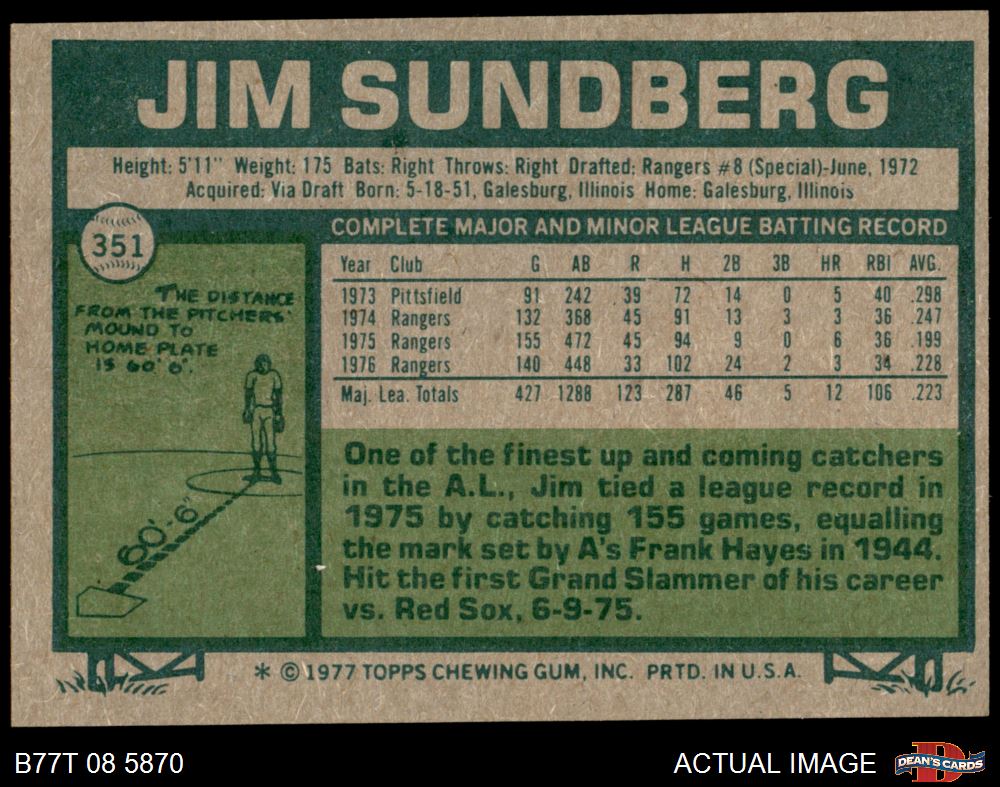 JIM SUNDBERG
Height: 5'11" Weight: 175 Bats: Right Throws: Right Drafted: Rangers #8 (Special)-June, 1972
Acquired: Via Draft Born: 5-18-51, Galesburg, Illinois Home: Galesburg, Illinois
351
COMPLETE MAJOR AND MINOR LEAGUE BATTING RECORD
Year Club G AB R H 2B 3B HR RBI AVG.
1973 Pittsfield 91 242 39 72 14 0 5 40 .298
1974 Rangers 132 368 45 91 13 3 3 36 .247
1975 Rangers 155 472 45 94 9 0 6 36 .199
1976 Rangers 140 448 33 102 24 2 3 34 .228
Maj. Lea. Totals 427 1288 123 287 46 5 12 106 .223
THE DISTANCE
FROM THE PITCHERS'
MOUND TO
HOME PLATE
IS 60' 6".
60'-6"
One of the finest up and coming catchers
in the A.L., Jim tied a league record in
1975 by catching 155 games, equalling
the mark set by A's Frank Hayes in 1944.
Hit the first Grand Slammer of his career
vs. Red Sox, 6-9-75.
* © 1977 TOPPS CHEWING GUM, INC. PRTD. IN U.S.A.
B77T 08 5870
ACTUAL IMAGE
DEAN'S CARDS